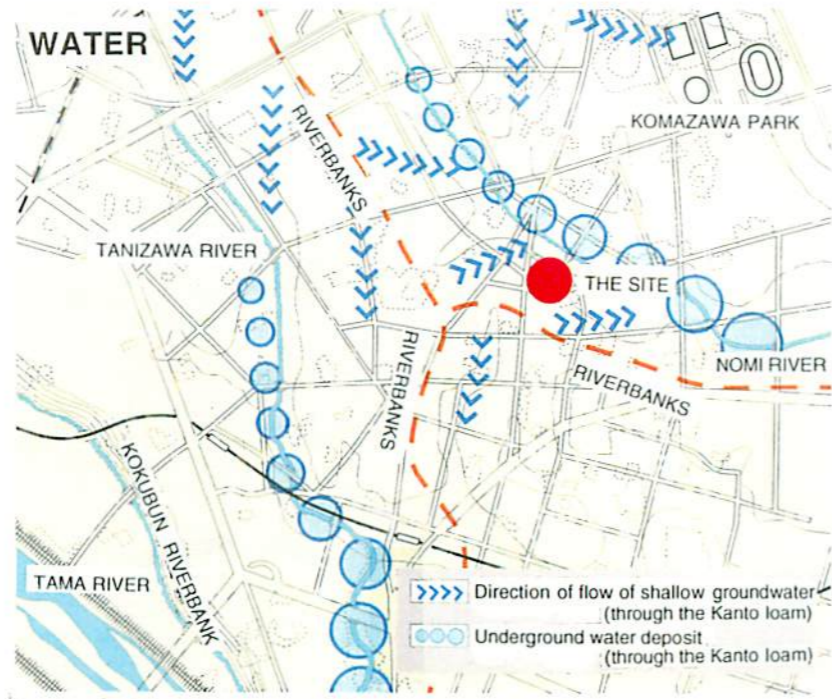 WATER
KOMAZAWA PARK
RIVERBANKS
TANIZAWA RIVER
THE SITE
NOMI RIVER
RIVERBANKS
RIVERBANKS
KOKUBUN RIVERBANK
TAMA RIVER
Direction of flow of shallow groundwater
(through the Kanto loam)
Underground water deposit
(through the Kanto loam)